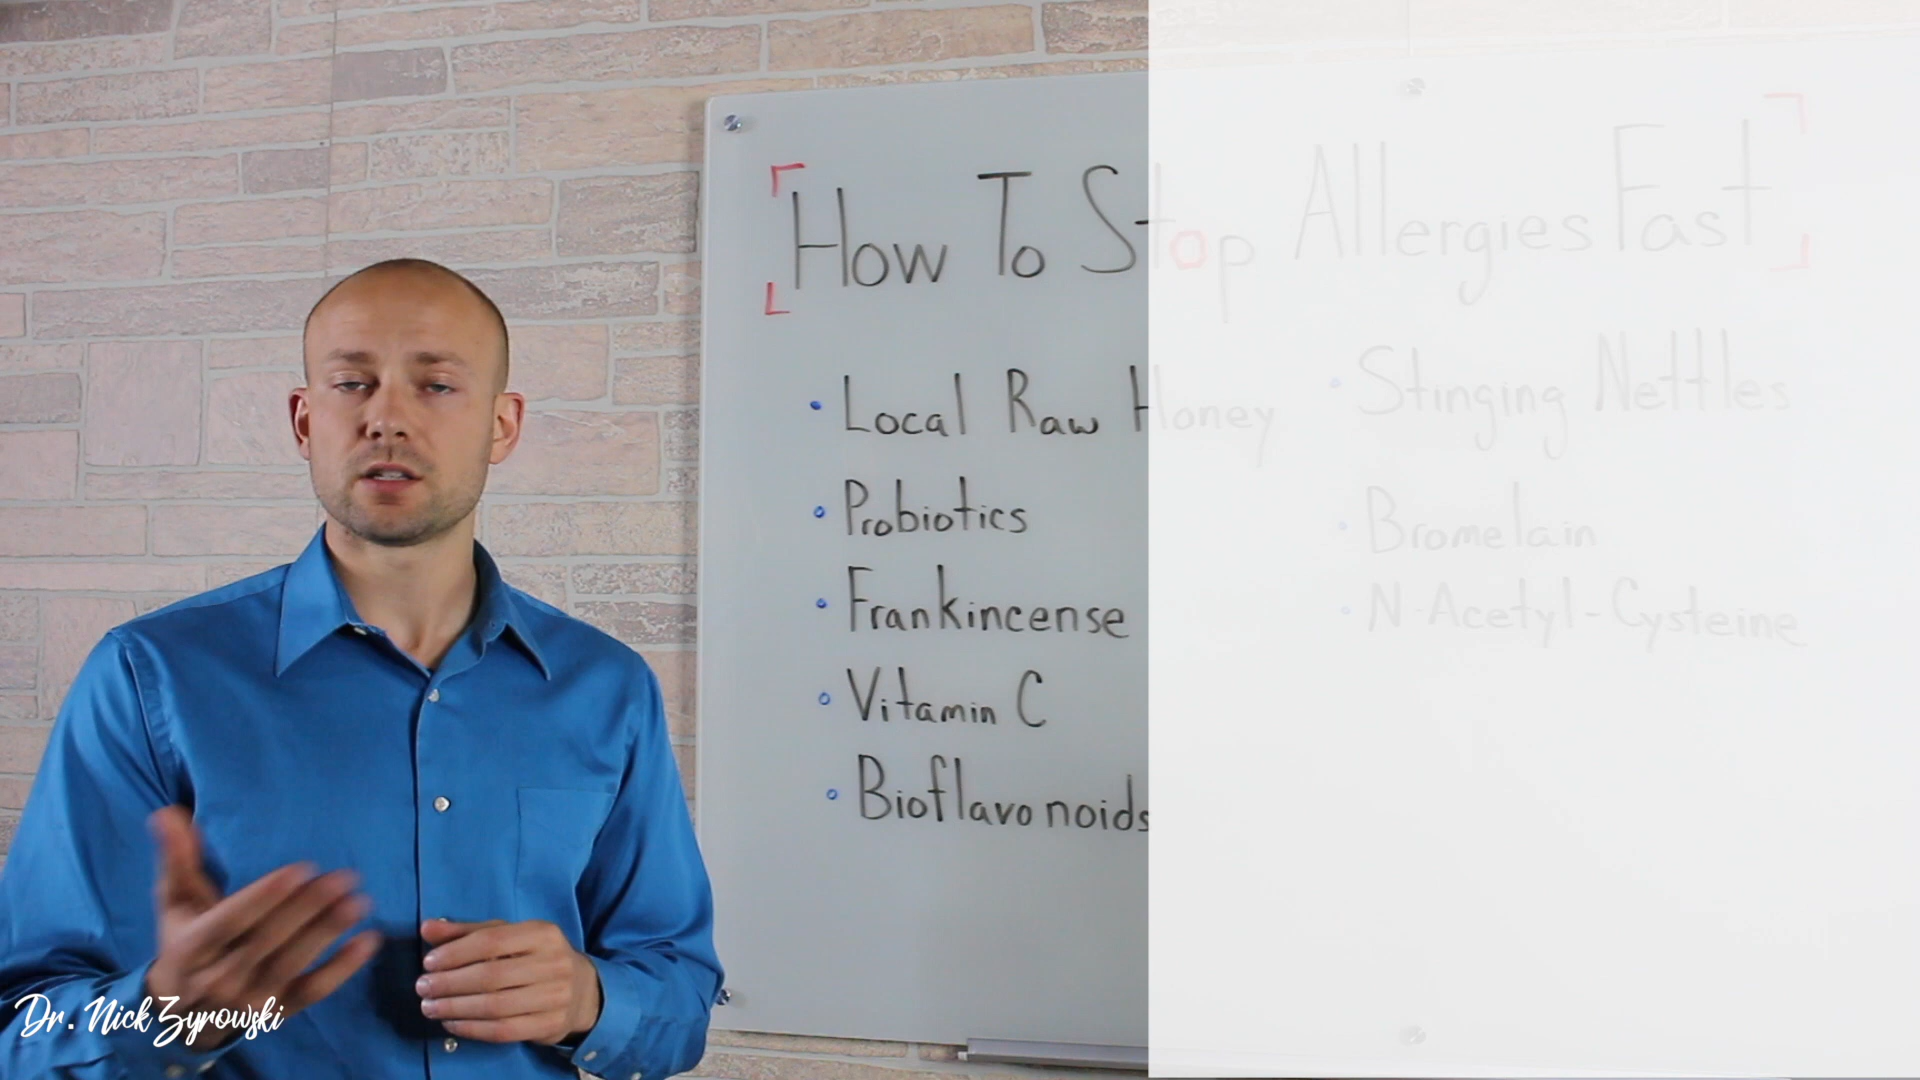 How To Stop Allergies Fast
• Local Raw Honey
• Probiotics
• Frankincense
• Vitamin C
• Bioflavonoids
• Stinging Nettles
• Bromelain
• N-Acetyl-Cysteine
Dr. Nick Zyrowski